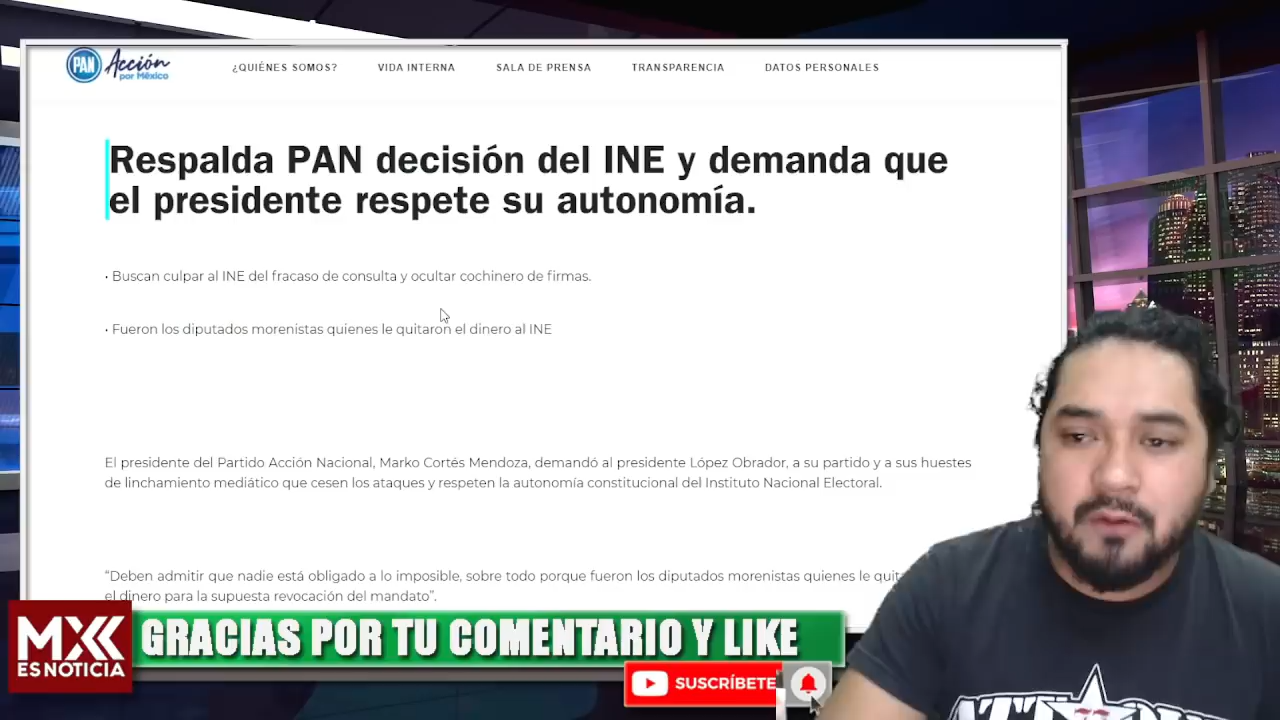 PAN Acción por México
¿QUIÉNES SOMOS? VIDA INTERNA SALA DE PRENSA TRANSPARENCIA DATOS PERSONALES
Respalda PAN decisión del INE y demanda que
el presidente respete su autonomía.
• Buscan culpar al INE del fracaso de consulta y ocultar cochinero de firmas.
• Fueron los diputados morenistas quienes le quitaron el dinero al INE
El presidente del Partido Acción Nacional, Marko Cortés Mendoza, demandó al presidente López Obrador, a su partido y a sus huestes
de linchamiento mediático que cesen los ataques y respeten la autonomía constitucional del Instituto Nacional Electoral.
“Deben admitir que nadie está obligado a lo imposible, sobre todo porque fueron los diputados morenistas quienes le
el dinero para la supuesta revocación del mandato”.
MX
ES NOTICIA
GRACIAS POR TU COMENTARIO Y LIKE
SUSCRÍBETE